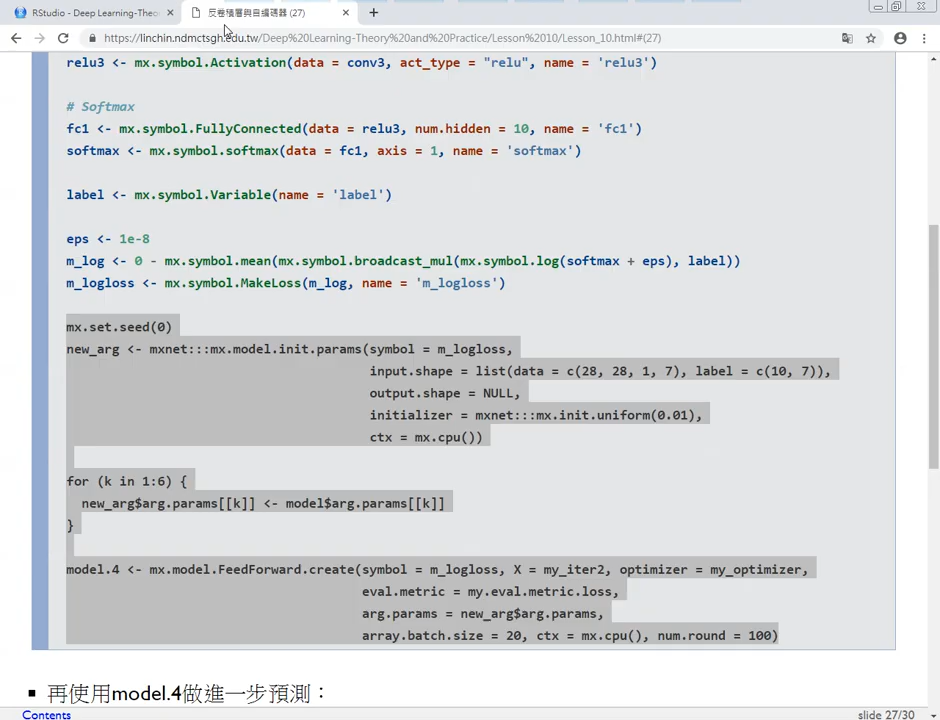 RStudio - Deep Learning-Theo
反卷積層與自編碼器 (27)
https://linchin.ndmctsgh.edu.tw/Deep%20Learning-Theory%20and%20Practice/Lesson%2010/Lesson_10.html#(27)
relu3 <- mx.symbol.Activation(data = conv3, act_type = "relu", name = 'relu3')
# Softmax
fc1 <- mx.symbol.FullyConnected(data = relu3, num.hidden = 10, name = 'fc1')
softmax <- mx.symbol.softmax(data = fc1, axis = 1, name = 'softmax')
label <- mx.symbol.Variable(name = 'label')
eps <- 1e-8
m_log <- 0 - mx.symbol.mean(mx.symbol.broadcast_mul(mx.symbol.log(softmax + eps), label))
m_logloss <- mx.symbol.MakeLoss(m_log, name = 'm_logloss')
mx.set.seed(0)
new_arg <- mxnet:::mx.model.init.params(symbol = m_logloss,
input.shape = list(data = c(28, 28, 1, 7), label = c(10, 7)),
output.shape = NULL,
initializer = mxnet:::mx.init.uniform(0.01),
ctx = mx.cpu())
for (k in 1:6) {
new_arg$arg.params[[k]] <- model$arg.params[[k]]
}
model.4 <- mx.model.FeedForward.create(symbol = m_logloss, X = my_iter2, optimizer = my_optimizer,
eval.metric = my.eval.metric.loss,
arg.params = new_arg$arg.params,
array.batch.size = 20, ctx = mx.cpu(), num.round = 100)
▪ 再使用model.4做進一步預測：
Contents
slide 27/30